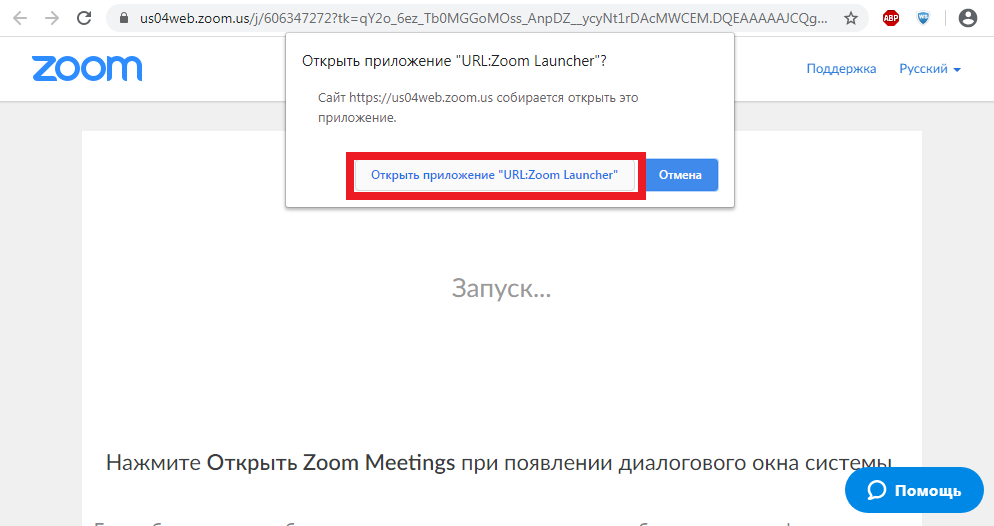 us04web.zoom.us/j/606347272?tk=qY2o_6ez_Tb0MGGoMOss_AnpDZ__ycyNt1rDAcMWCEM.DQEAAAAAJCQg...
ABP
WS
zoom
Поддержка
Русский
Открыть приложение "URL:Zoom Launcher"?
Сайт https://us04web.zoom.us собирается открыть это
приложение.
Открыть приложение "URL:Zoom Launcher"
Отмена
Запуск...
Нажмите Открыть Zoom Meetings при появлении диалогового окна системы
Помощь